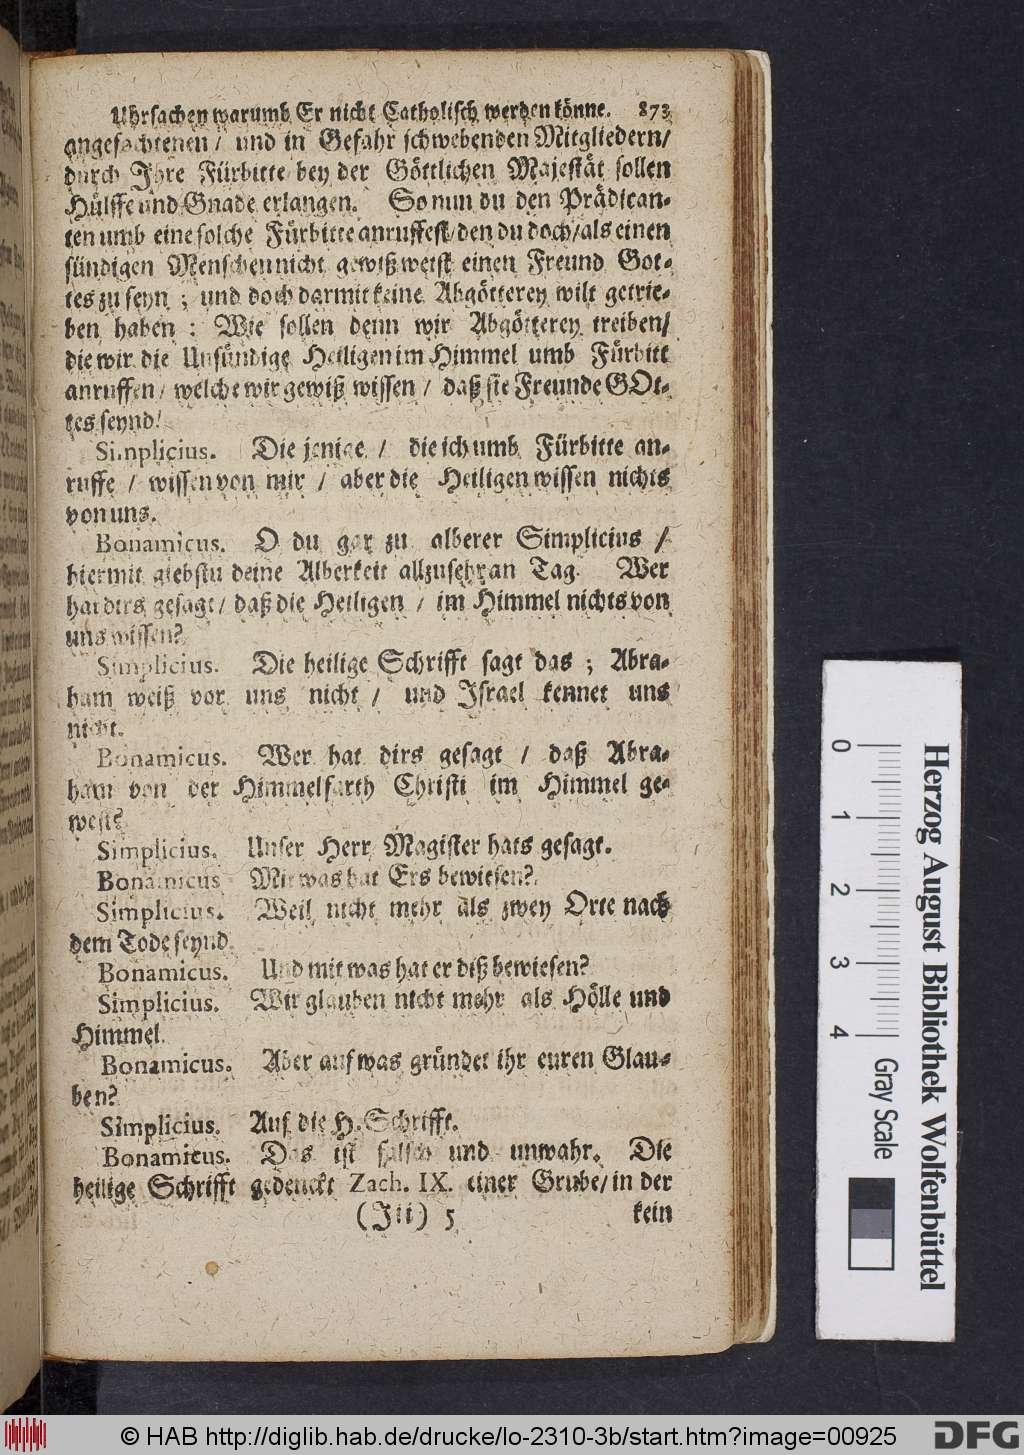 Uhrsachen warumb Er nicht Catholisch werden könne. 873
angefochtenen / und in Gefahr schwebenden Mitgliedern /
durch Ihre Fürbitte bey der Göttlichen Majestät sollen
Hülffe und Gnade erlangen. So nun du den Prädican-
ten umb eine solche Fürbitte anruffest / den du doch / als einen
sündigen Menschen nicht gewiß weist einen Freund Got-
tes zu seyn ; und doch darmit keine Abgötterey wilt getrie-
ben haben : Wie sollen denn wir Abgötterey treiben /
die wir die Unsündige Heiligen im Himmel umb Fürbitt
anruffen / welche wir gewiß wissen / daß sie Freunde GOt-
tes seynd!
Simplicius. Die jenige / die ich umb Fürbitte an-
ruffe / wissen von mir / aber die Heiligen wissen nichts
von uns.
Bonamicus. O du gar zu alberer Simplicius /
hiermit giebstu deine Alberkeit allzusehr an Tag. Wer
hat dirs gesagt / daß die Heiligen / im Himmel nichts von
uns wissen?
Simplicius. Die heilige Schrifft sagt das ; Abra-
ham weiß vor uns nicht / und Israel kennet uns
nicht.
Bonamicus. Wer hat dirs gesagt / daß Abra-
ham von der Himmelfarth Christi im Himmel ge-
west?
Simplicius. Unser Herr Magister hats gesagt.
Bonamicus Mit was hat Ers bewiesen?
Simplicius. Weil nicht mehr als zwey Orte nach
dem Tode seynd.
Bonamicus. Und mit was hat er diß bewiesen?
Simplicius. Wir glauben nicht mehr als Hölle und
Himmel.
Bonamicus. Aber auf was gründet ihr euren Glau-
ben?
Simplicius. Auf die H. Schrifft.
Bonamicus. Das ist falsch und unwahr. Die
heilige Schrifft gedenckt Zach. IX. einer Grube / in der
(Iii) 5 kein
Herzog August Bibliothek Wolfenbüttel
0 1 2 3 4 Gray Scale
© HAB http://diglib.hab.de/drucke/lo-2310-3b/start.htm?image=00925
DFG